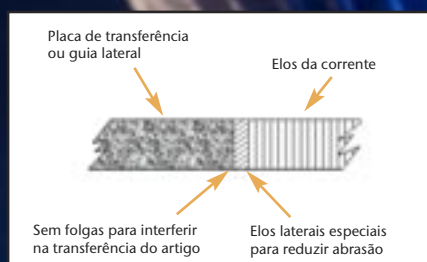 Placa de transferência
ou guia lateral
Elos da corrente
Sem folgas para interferir
na transferência do artigo
Elos laterais especiais
para reduzir abrasão